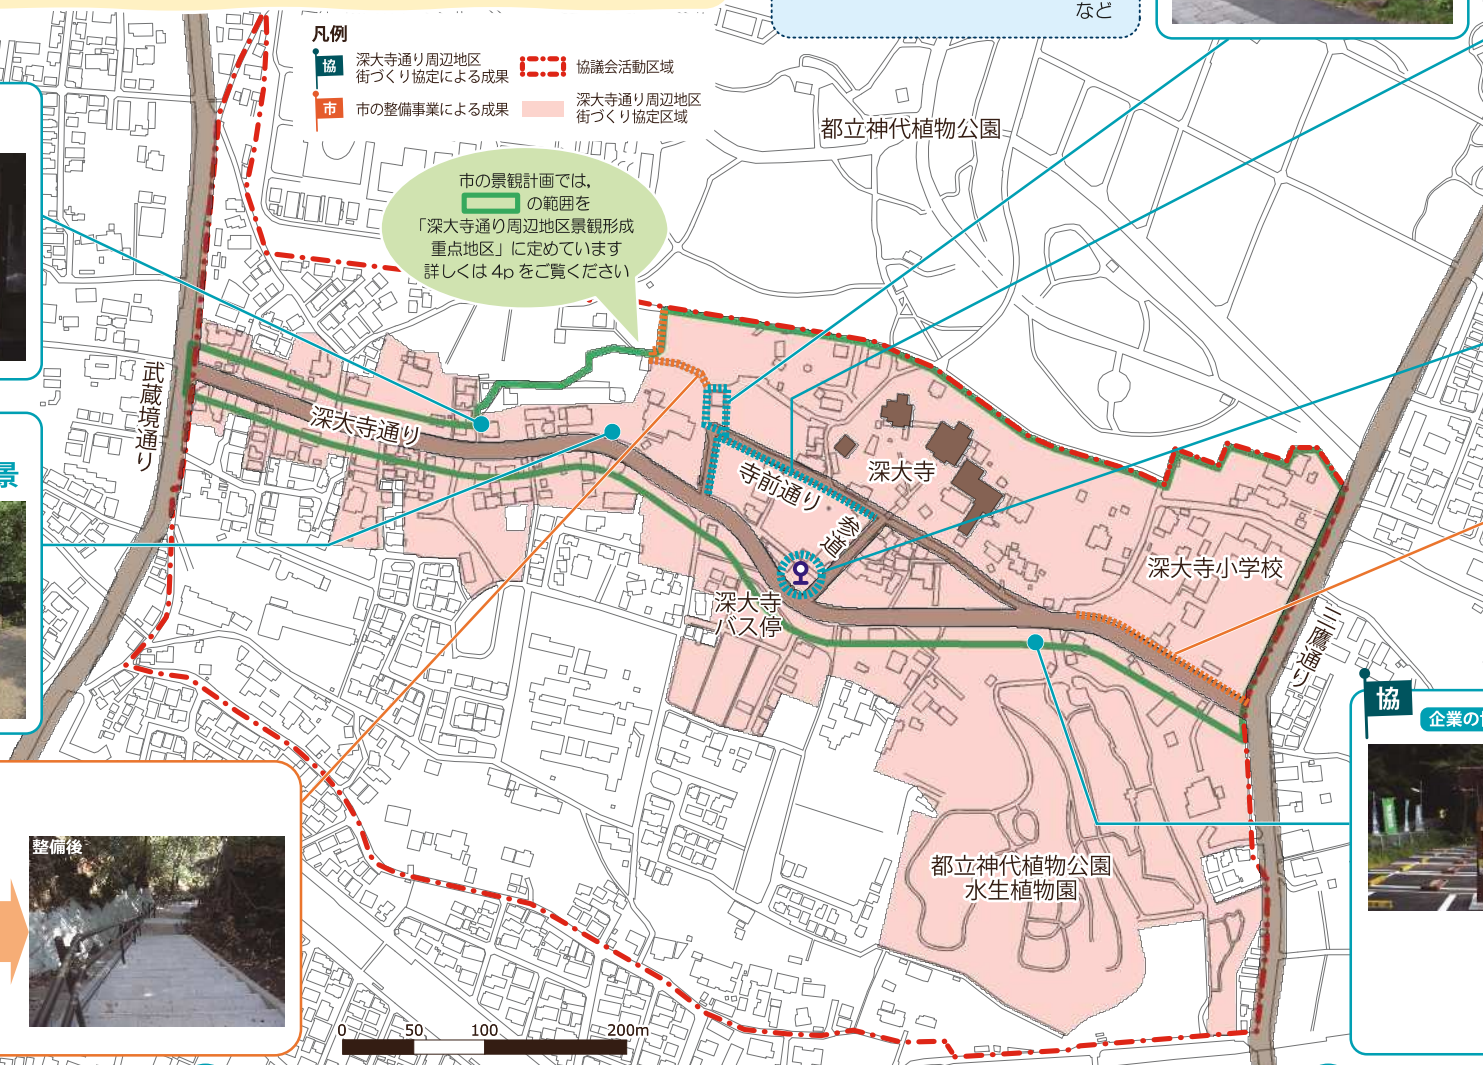 など
凡例
協
深大寺通り周辺地区
街づくり協定による成果
協議会活動区域
市
市の整備事業による成果
深大寺通り周辺地区
街づくり協定区域
都立神代植物公園
市の景観計画では,
の範囲を
「深大寺通り周辺地区景観形成
重点地区」に定めています
詳しくは 4p をご覧ください
武蔵境通り
深大寺通り
景
寺前通り
深大寺
参道
深大寺
バス停
深大寺小学校
三鷹通り
協
企業の
都立神代植物公園
水生植物園
整備後
0 50 100 200m